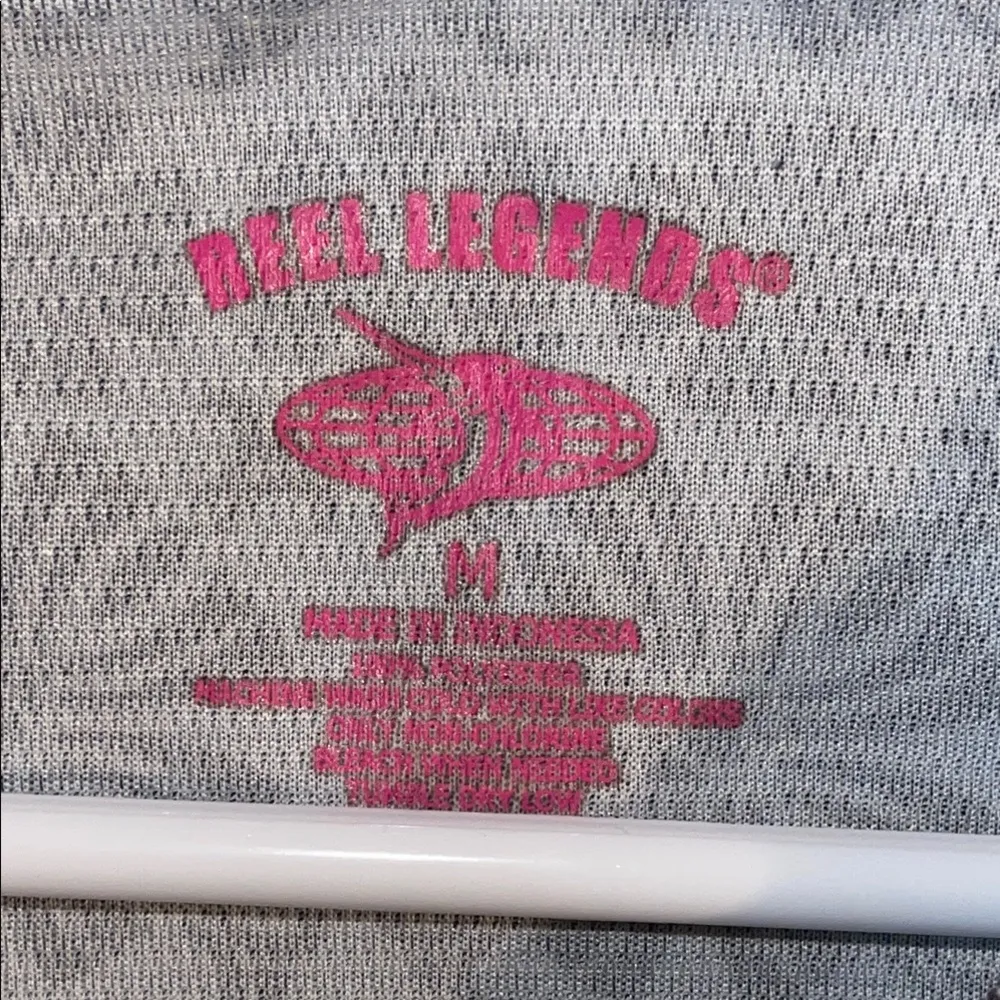 REEL LEGENDS®
M
MADE IN INDONESIA
100% POLYESTER
MACHINE WASH COLD WITH LIKE COLORS
ONLY NON-CHLORINE
BLEACH WHEN NEEDED
TUMBLE DRY LOW